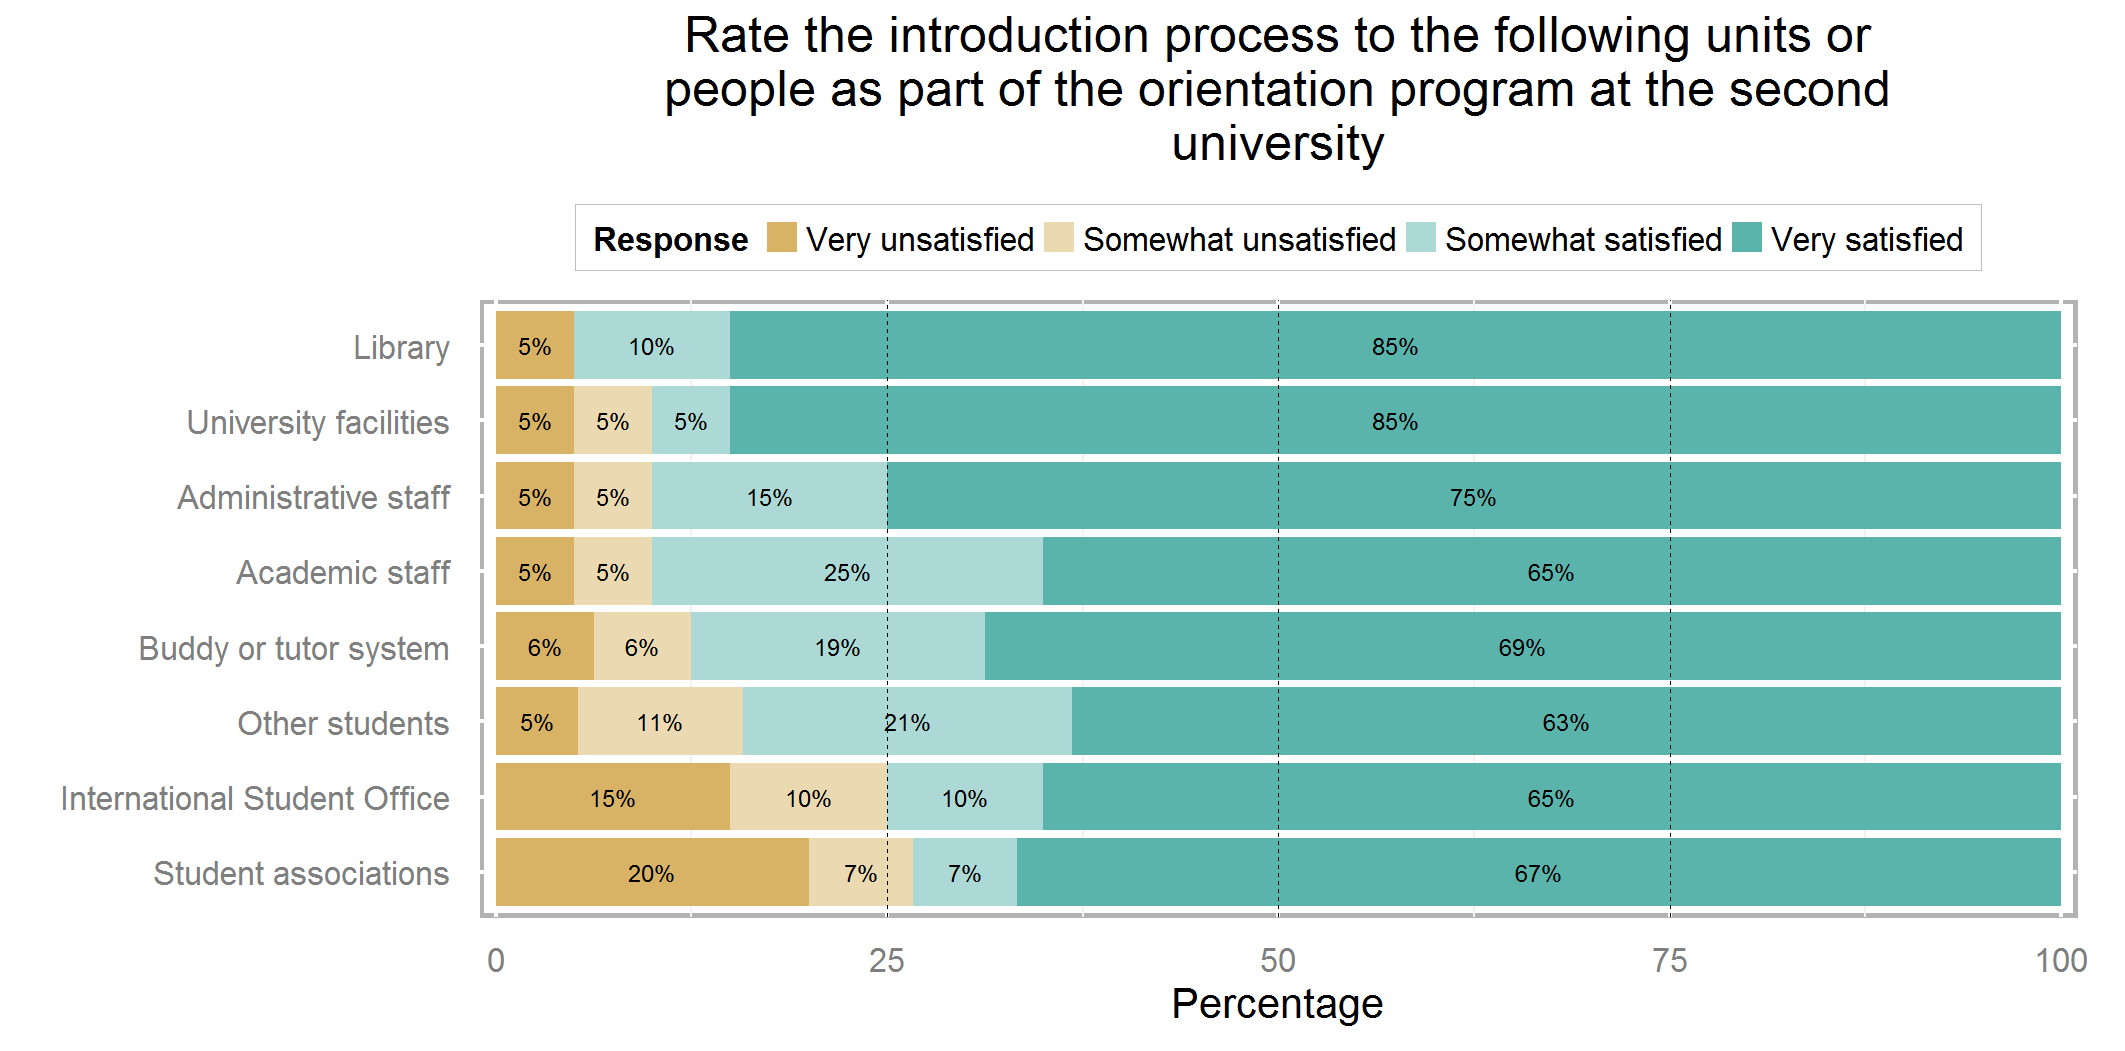 Rate the introduction process to the following units or
people as part of the orientation program at the second
university
Response Very unsatisfied Somewhat unsatisfied Somewhat satisfied Very satisfied
Library 5% 10% 85%
University facilities 5% 5% 5% 85%
Administrative staff 5% 5% 15% 75%
Academic staff 5% 5% 25% 65%
Buddy or tutor system 6% 6% 19% 69%
Other students 5% 11% 21% 63%
International Student Office 15% 10% 10% 65%
Student associations 20% 7% 7% 67%
0 25 50 75 100
Percentage